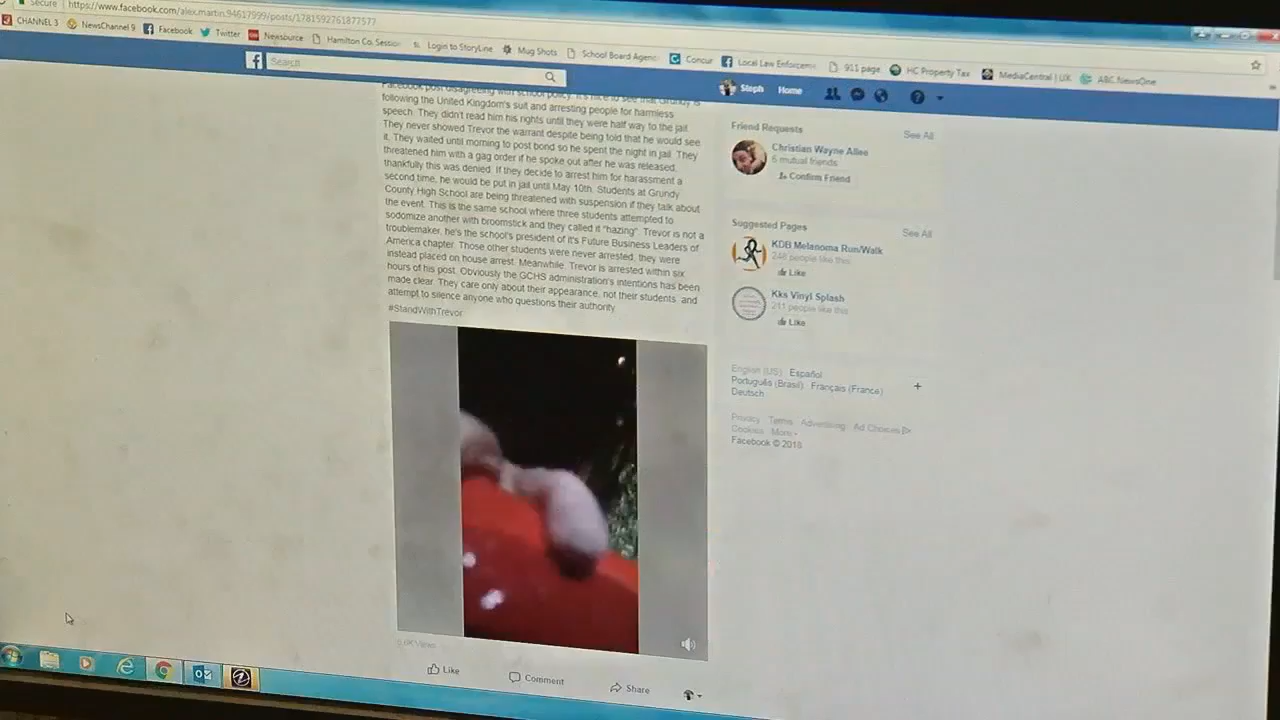 Secure https://www.facebook.com/alex.martin.94617999/posts/1781592761877577
CHANNEL 3 NewsChannel 9 Facebook Twitter Newsource Hamilton Co. Session Login to StoryLine Mug Shots School Board Agend Concur Local Law Enforceme 911 page HC Property Tax MediaCentral | UX ABC NewsOne
Search
Steph Home
Facebook post disagreeing with school policy. It's nice to see that Grundy is
following the United Kingdom's suit and arresting people for harmless
speech. They didn't read him his rights until they were half way to the jail.
They never showed Trevor the warrant despite being told that he would see
it. They waited until morning to post bond so he spent the night in jail. They
threatened him with a gag order if he spoke out after he was released,
thankfully this was denied. If they decide to arrest him for harassment a
second time, he would be put in jail until May 10th. Students at Grundy
County High School are being threatened with suspension if they talk about
the event. This is the same school where three students attempted to
sodomize another with broomstick and they called it "hazing". Trevor is not a
troublemaker, he's the school's president of it's Future Business Leaders of
America chapter. Those other students were never arrested, they were
instead placed on house arrest. Meanwhile, Trevor is arrested within six
hours of his post. Obviously the GCHS administration's intentions has been
made clear. They care only about their appearance, not their students, and
attempt to silence anyone who questions their authority.
#StandWithTrevor
Views
Like Comment Share
Friend Requests See All
Christian Wayne Allee
6 mutual friends
Confirm Friend
Suggested Pages See All
KDB Melanoma Run/Walk
246 people like this
Like
Kks Vinyl Splash
211 people like this
Like
English (US) Español
Português (Brasil) Français (France)
Deutsch
Privacy Terms Advertising Ad Choices
Cookies More
Facebook © 2018